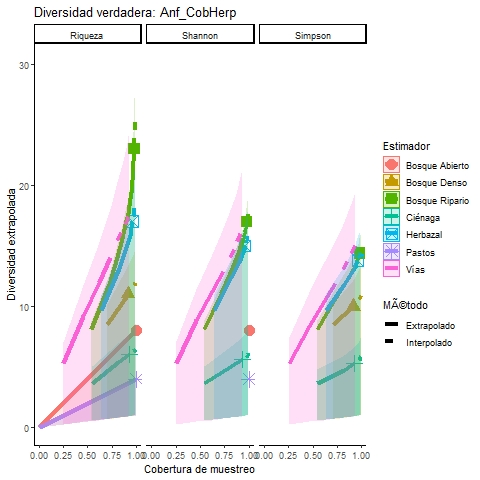 Diversidad verdadera: Anf_CobHerp
Riqueza
Shannon
Simpson
Diversidad extrapolada
30
20
10
0
0.00 0.25 0.50 0.75 1.00
0.00 0.25 0.50 0.75 1.00
0.00 0.25 0.50 0.75 1.00
Cobertura de muestreo
Estimador
Bosque Abierto
Bosque Denso
Bosque Ripario
Ciénaga
Herbazal
Pastos
Vías
MÃ©todo
Extrapolado
Interpolado